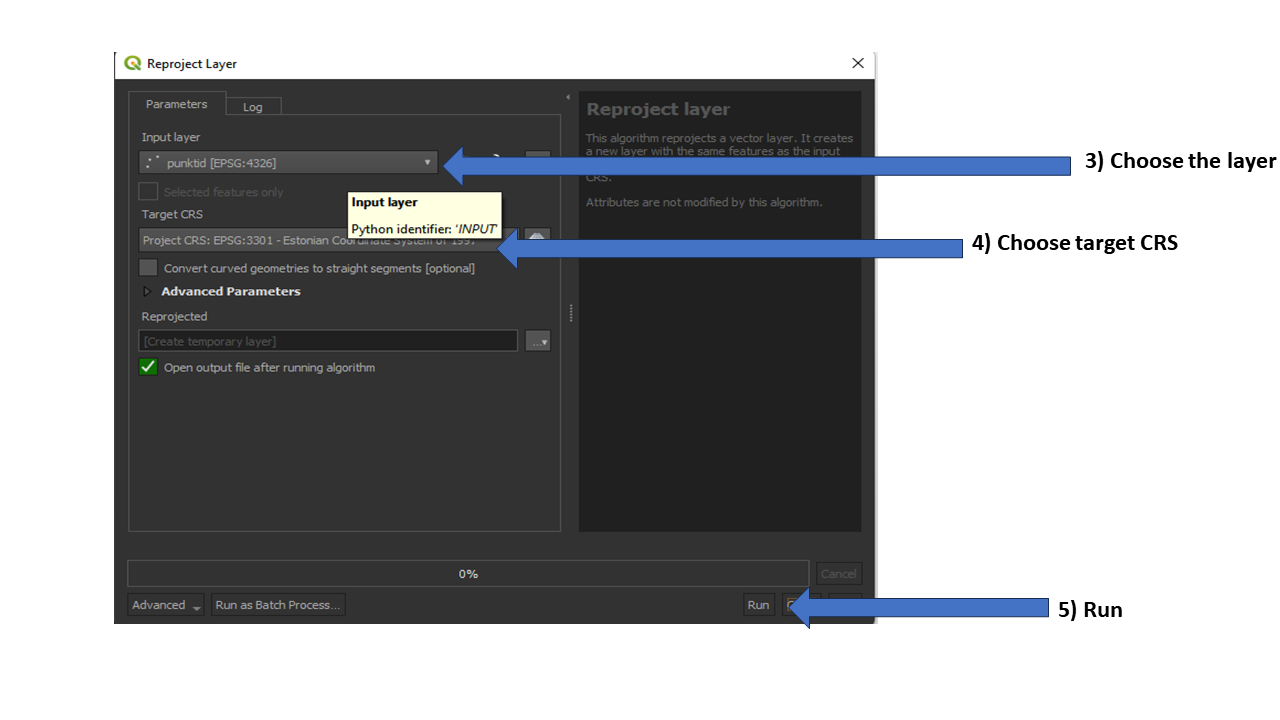 Reproject Layer
Parameters
Log
Input layer
punktid [EPSG:4326]
Selected features only
Input layer
Python identifier: 'INPUT'
Target CRS
Project CRS: EPSG:3301 - Estonian Coordinate System of 1997
Convert curved geometries to straight segments [optional]
Advanced Parameters
Reprojected
[Create temporary layer]
...
Open output file after running algorithm
Reproject layer
This algorithm reprojects a vector layer. It creates
a new layer with the same features as the input
CRS.
Attributes are not modified by this algorithm.
3) Choose the layer
4) Choose target CRS
0%
Cancel
Advanced
Run as Batch Process...
Run
5) Run